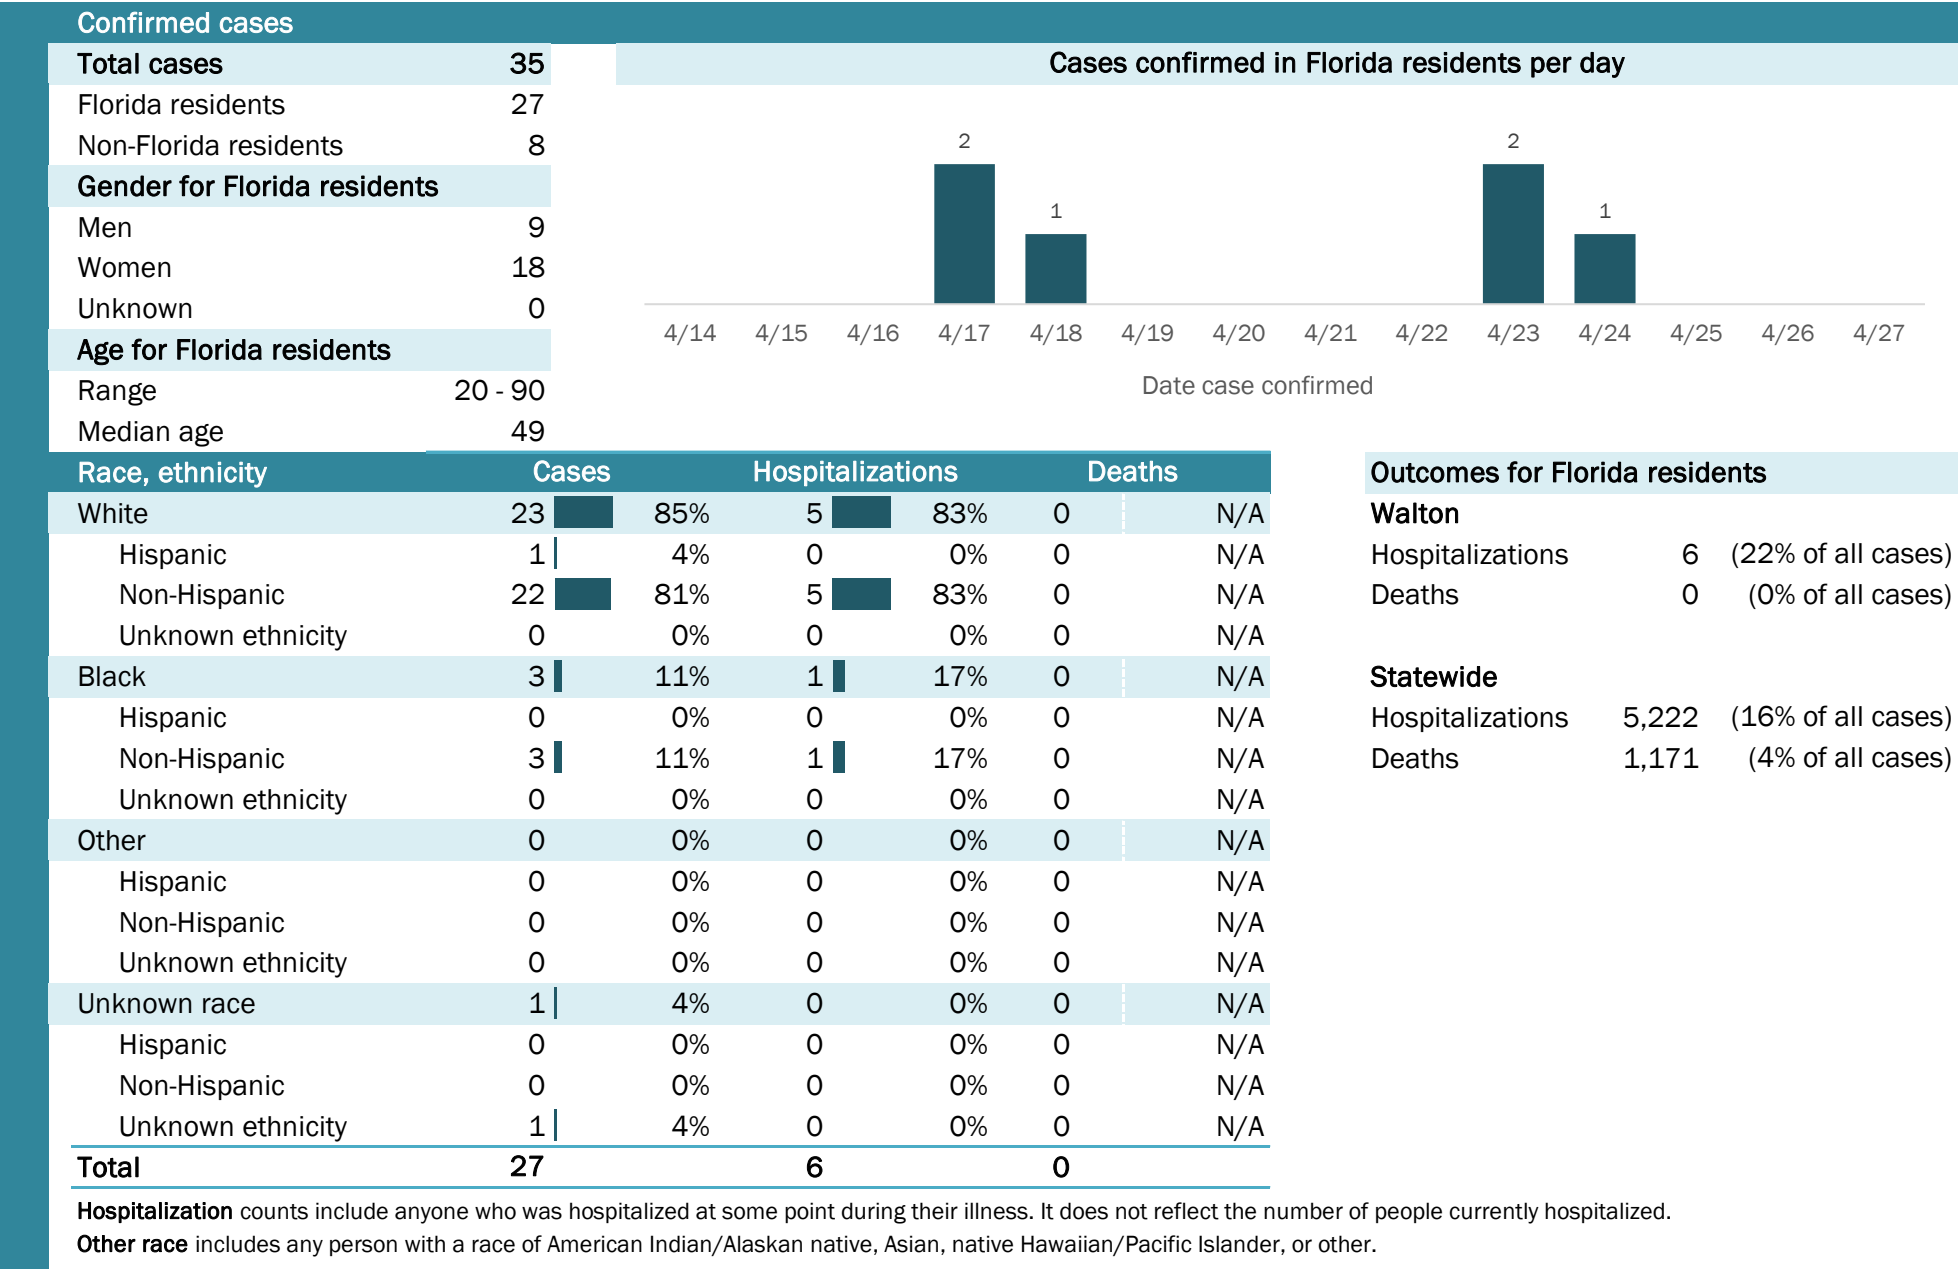 Confirmed cases
Total cases 35
Florida residents 27
Non-Florida residents 8
Gender for Florida residents
Men 9
Women 18
Unknown 0
Age for Florida residents
Range 20 - 90
Median age 49
Cases confirmed in Florida residents per day
2 2
1 1
4/14 4/15 4/16 4/17 4/18 4/19 4/20 4/21 4/22 4/23 4/24 4/25 4/26 4/27
Date case confirmed
Race, ethnicity Cases Hospitalizations Deaths
White 23 85% 5 83% 0 N/A
Hispanic 1 4% 0 0% 0 N/A
Non-Hispanic 22 81% 5 83% 0 N/A
Unknown ethnicity 0 0% 0 0% 0 N/A
Black 3 11% 1 17% 0 N/A
Hispanic 0 0% 0 0% 0 N/A
Non-Hispanic 3 11% 1 17% 0 N/A
Unknown ethnicity 0 0% 0 0% 0 N/A
Other 0 0% 0 0% 0 N/A
Hispanic 0 0% 0 0% 0 N/A
Non-Hispanic 0 0% 0 0% 0 N/A
Unknown ethnicity 0 0% 0 0% 0 N/A
Unknown race 1 4% 0 0% 0 N/A
Hispanic 0 0% 0 0% 0 N/A
Non-Hispanic 0 0% 0 0% 0 N/A
Unknown ethnicity 1 4% 0 0% 0 N/A
Total 27 6 0
Outcomes for Florida residents
Walton
Hospitalizations 6 (22% of all cases)
Deaths 0 (0% of all cases)
Statewide
Hospitalizations 5,222 (16% of all cases)
Deaths 1,171 (4% of all cases)
Hospitalization counts include anyone who was hospitalized at some point during their illness. It does not reflect the number of people currently hospitalized.
Other race includes any person with a race of American Indian/Alaskan native, Asian, native Hawaiian/Pacific Islander, or other.